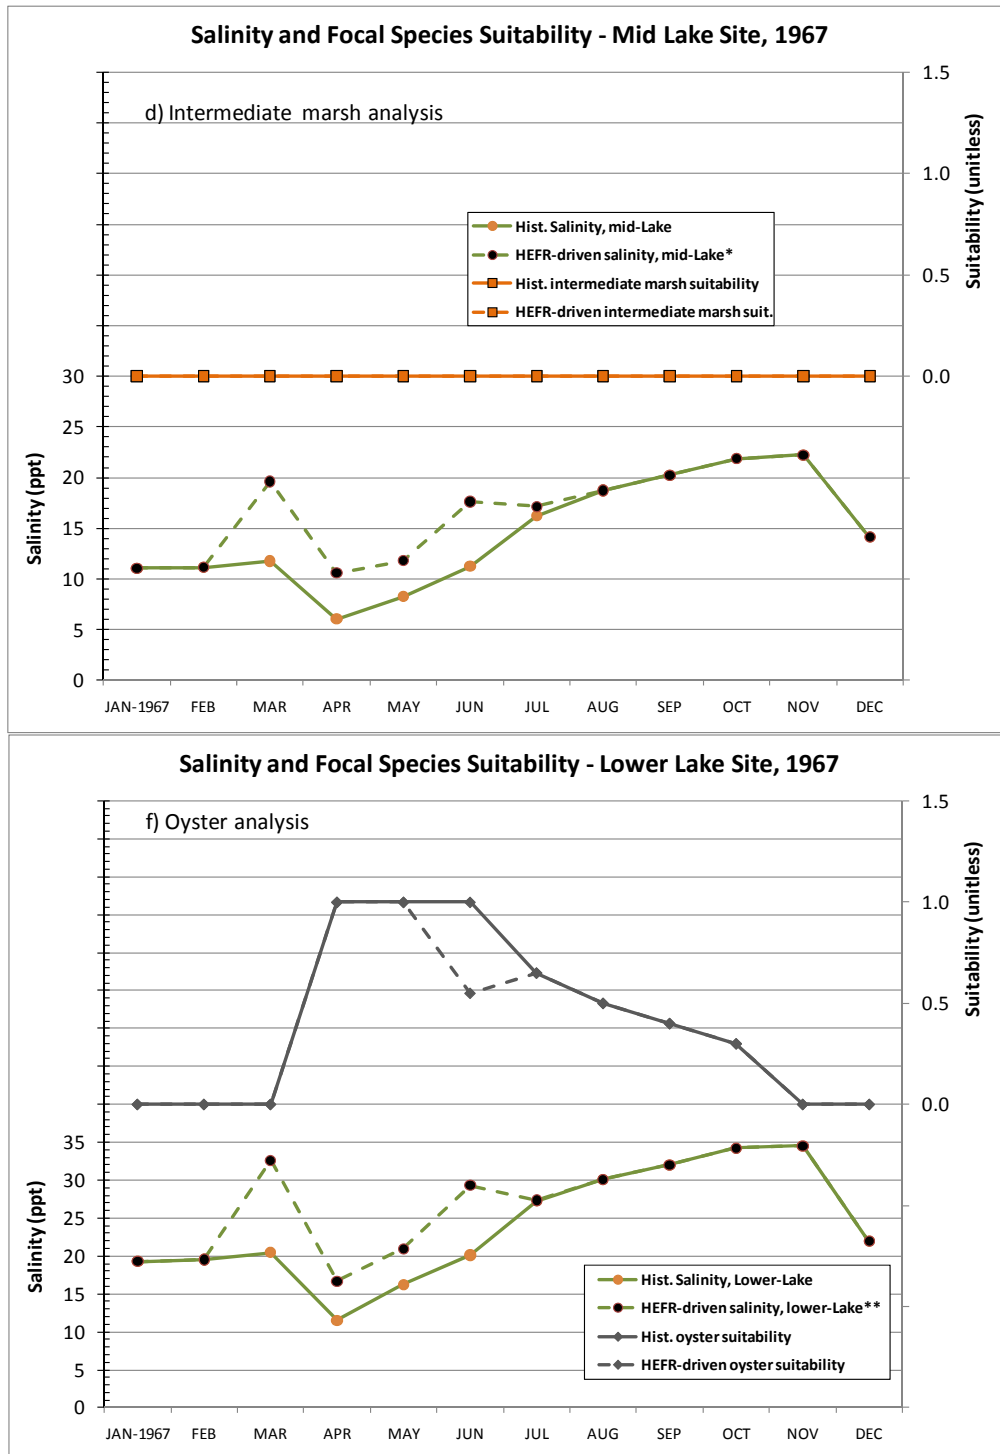 Salinity and Focal Species Suitability - Mid Lake Site, 1967
d) Intermediate marsh analysis
1.5
1.0
0.5
0.0
Suitability (unitless)
Hist. Salinity, mid-Lake
HEFR-driven salinity, mid-Lake*
Hist. intermediate marsh suitability
HEFR-driven intermediate marsh suit.
30
25
20
15
10
5
0
Salinity (ppt)
JAN-1967 FEB MAR APR MAY JUN JUL AUG SEP OCT NOV DEC
Salinity and Focal Species Suitability - Lower Lake Site, 1967
f) Oyster analysis
1.5
1.0
0.5
0.0
Suitability (unitless)
35
30
25
20
15
10
5
0
Salinity (ppt)
Hist. Salinity, Lower-Lake
HEFR-driven salinity, lower-Lake**
Hist. oyster suitability
HEFR-driven oyster suitability
JAN-1967 FEB MAR APR MAY JUN JUL AUG SEP OCT NOV DEC